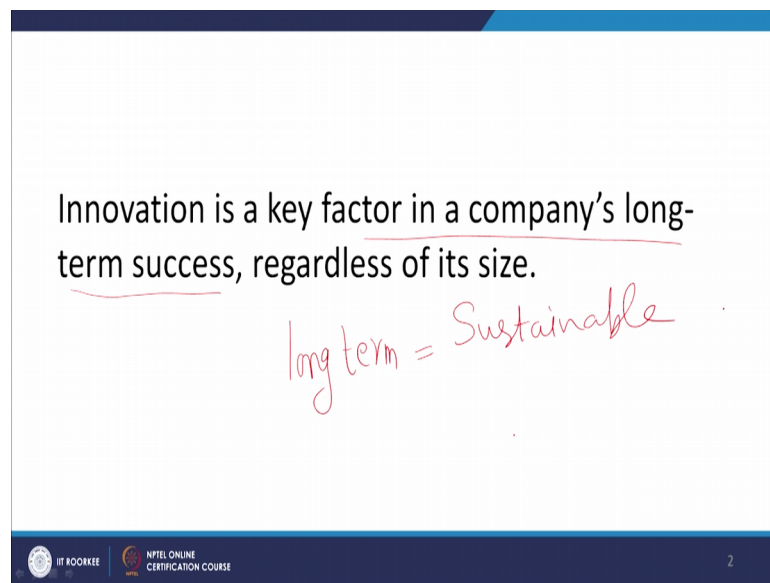 Innovation is a key factor in a company's long-
term success, regardless of its size.
long term = Sustainable
IIT ROORKEE
NPTEL ONLINE
CERTIFICATION COURSE
2